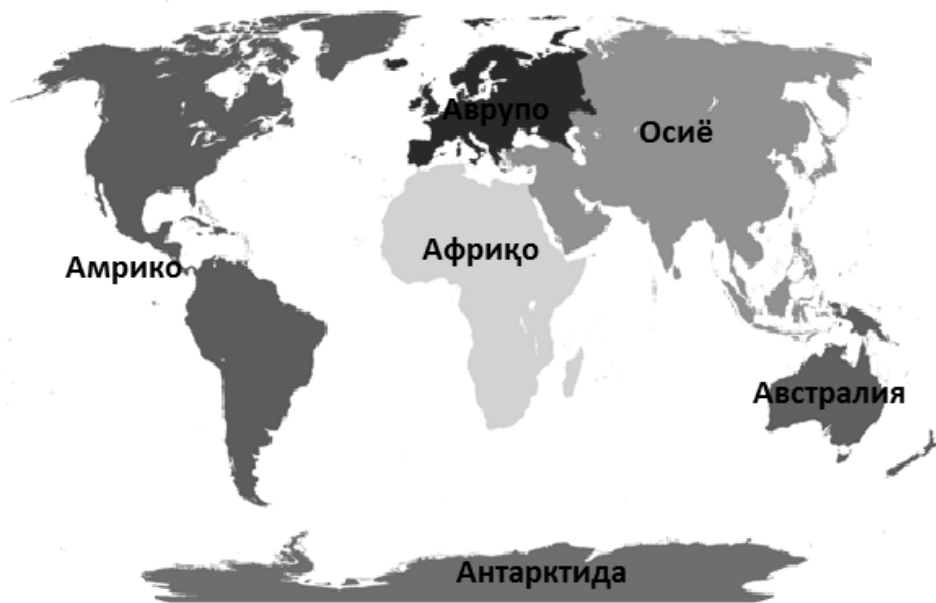 Аврупо
Осиё
Африқо
Амрико
Австралия
Антарктида